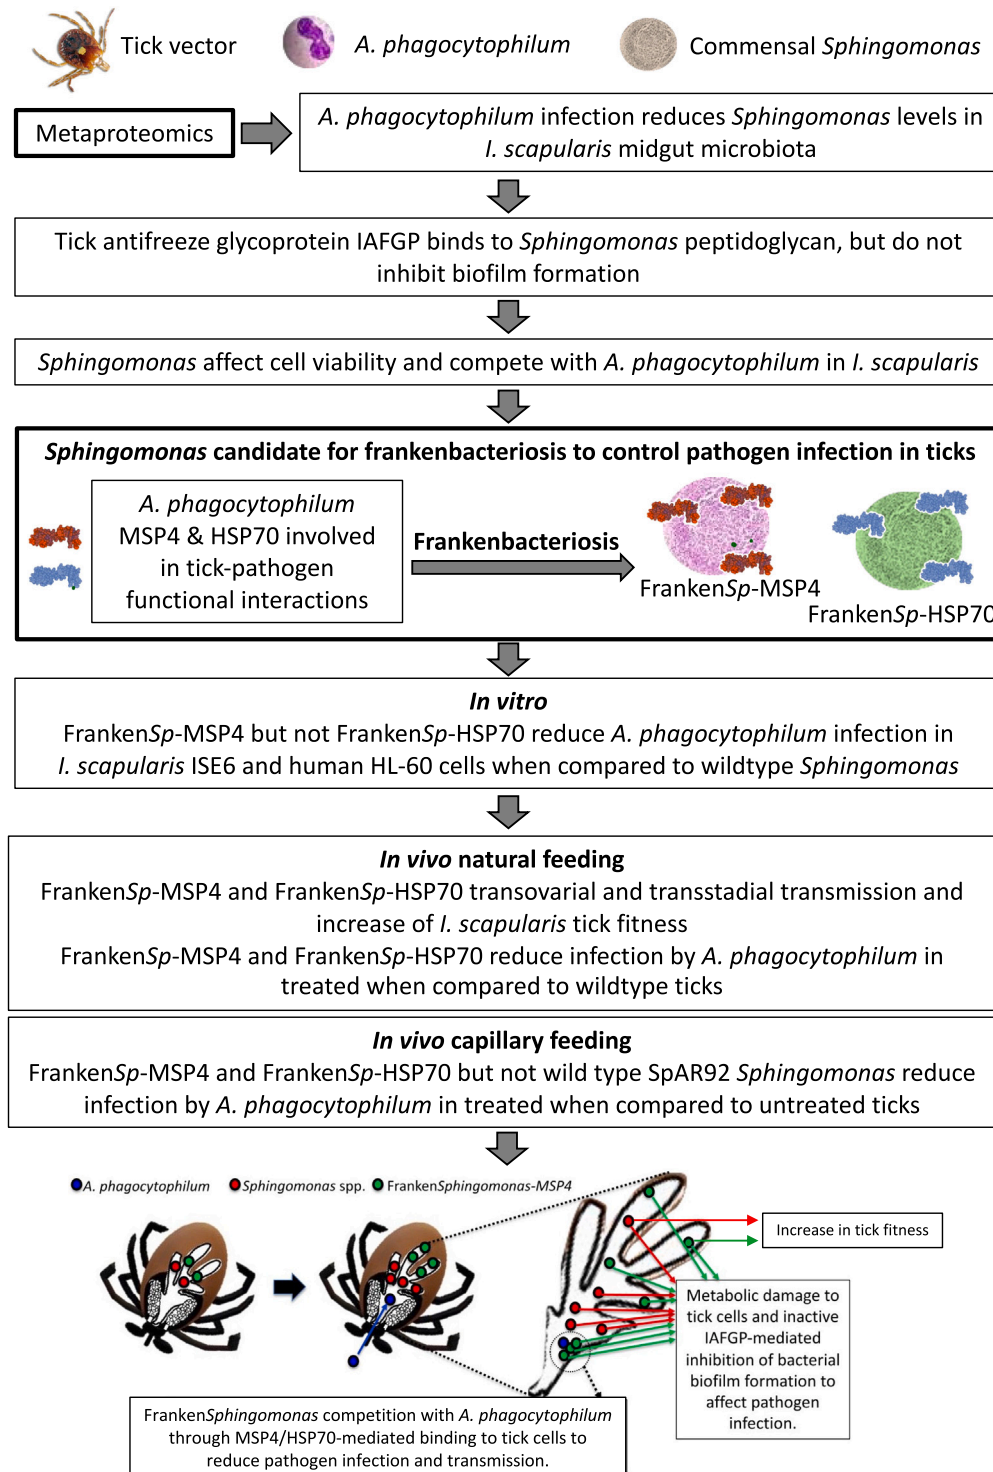 Tick vector
A. phagocytophilum
Commensal Sphingomonas
Metaproteomics
A. phagocytophilum infection reduces Sphingomonas levels in
I. scapularis midgut microbiota
Tick antifreeze glycoprotein IAFGP binds to Sphingomonas peptidoglycan, but do not
inhibit biofilm formation
Sphingomonas affect cell viability and compete with A. phagocytophilum in I. scapularis
Sphingomonas candidate for frankenbacteriosis to control pathogen infection in ticks
A. phagocytophilum
MSP4 & HSP70 involved
in tick-pathogen
functional interactions
Frankenbacteriosis
FrankenSp-MSP4
FrankenSp-HSP70
In vitro
FrankenSp-MSP4 but not FrankenSp-HSP70 reduce A. phagocytophilum infection in
I. scapularis ISE6 and human HL-60 cells when compared to wildtype Sphingomonas
In vivo natural feeding
FrankenSp-MSP4 and FrankenSp-HSP70 transovarial and transstadial transmission and
increase of I. scapularis tick fitness
FrankenSp-MSP4 and FrankenSp-HSP70 reduce infection by A. phagocytophilum in
treated when compared to wildtype ticks
In vivo capillary feeding
FrankenSp-MSP4 and FrankenSp-HSP70 but not wild type SpAR92 Sphingomonas reduce
infection by A. phagocytophilum in treated when compared to untreated ticks
A. phagocytophilum
Sphingomonas spp.
FrankenSphingomonas-MSP4
Increase in tick fitness
Metabolic damage to
tick cells and inactive
IAFGP-mediated
inhibition of bacterial
biofilm formation to
affect pathogen
infection.
FrankenSphingomonas competition with A. phagocytophilum
through MSP4/HSP70-mediated binding to tick cells to
reduce pathogen infection and transmission.